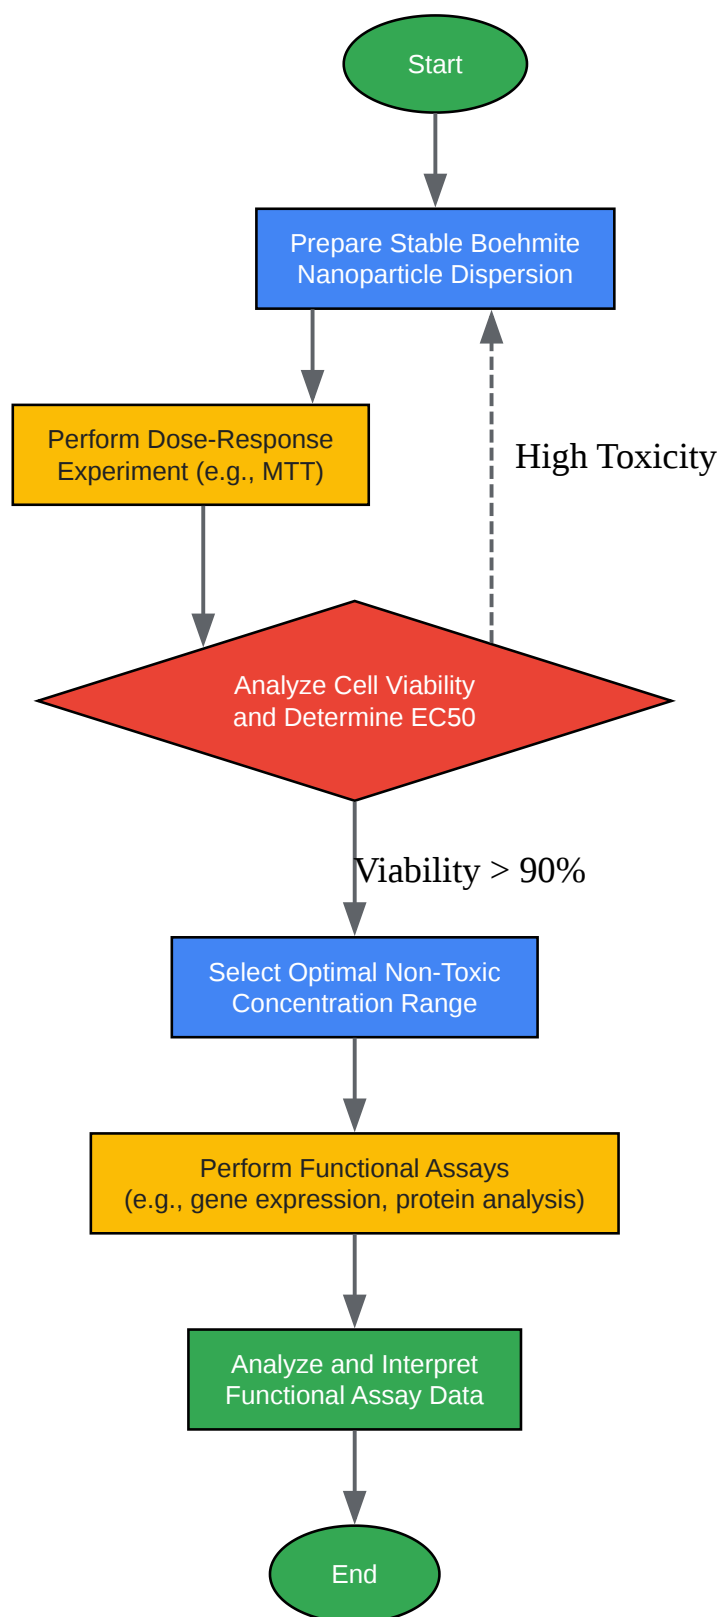 Start
Prepare Stable Boehmite
Nanoparticle Dispersion
Perform Dose-Response
Experiment (e.g., MTT)
High Toxicity
Analyze Cell Viability
and Determine EC50
Viability > 90%
Select Optimal Non-Toxic
Concentration Range
Perform Functional Assays
(e.g., gene expression, protein analysis)
Analyze and Interpret
Functional Assay Data
End